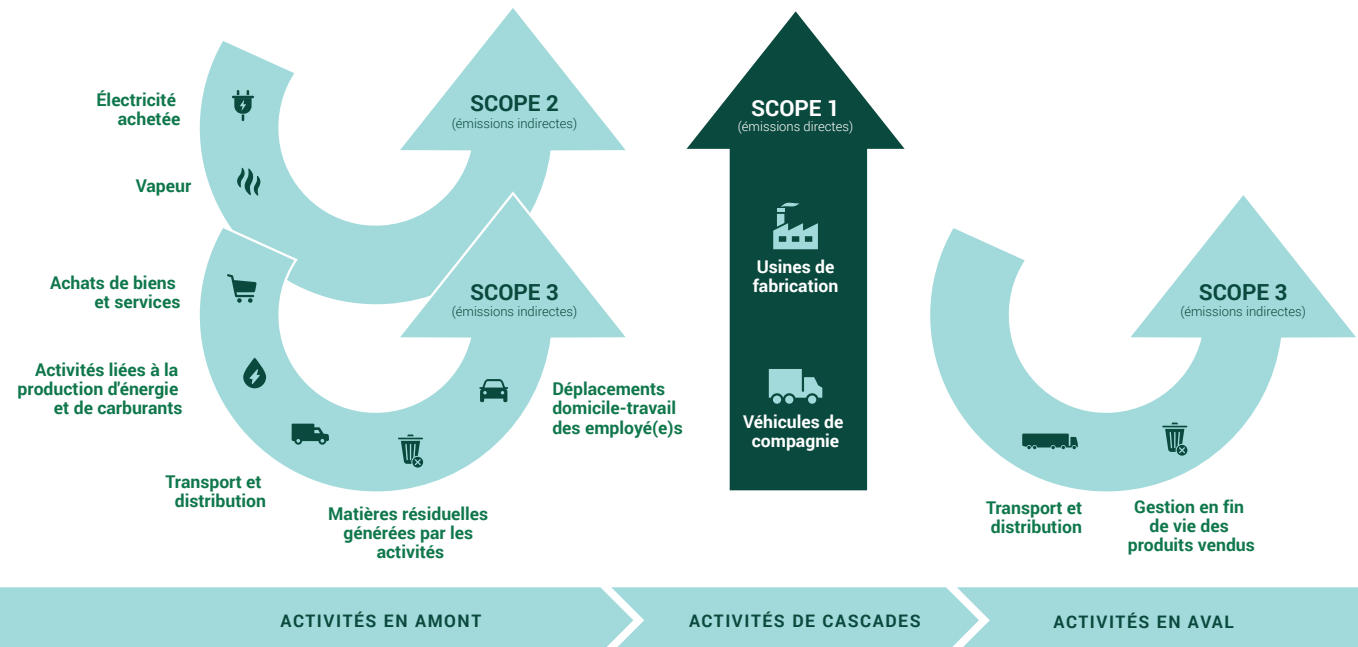 SCOPE 2
(émissions indirectes)
Électricité
achetée
Vapeur
SCOPE 3
(émissions indirectes)
Achats de biens
et services
Activités liées à la
production d'énergie
et de carburants
Transport et
distribution
Matières résiduelles
générées par les
activités
Déplacements
domicile-travail
des employé(e)s
SCOPE 1
(émissions directes)
Usines de
fabrication
Véhicules de
compagnie
SCOPE 3
(émissions indirectes)
Transport et
distribution
Gestion en fin
de vie des
produits vendus
ACTIVITÉS EN AMONT
ACTIVITÉS DE CASCADES
ACTIVITÉS EN AVAL